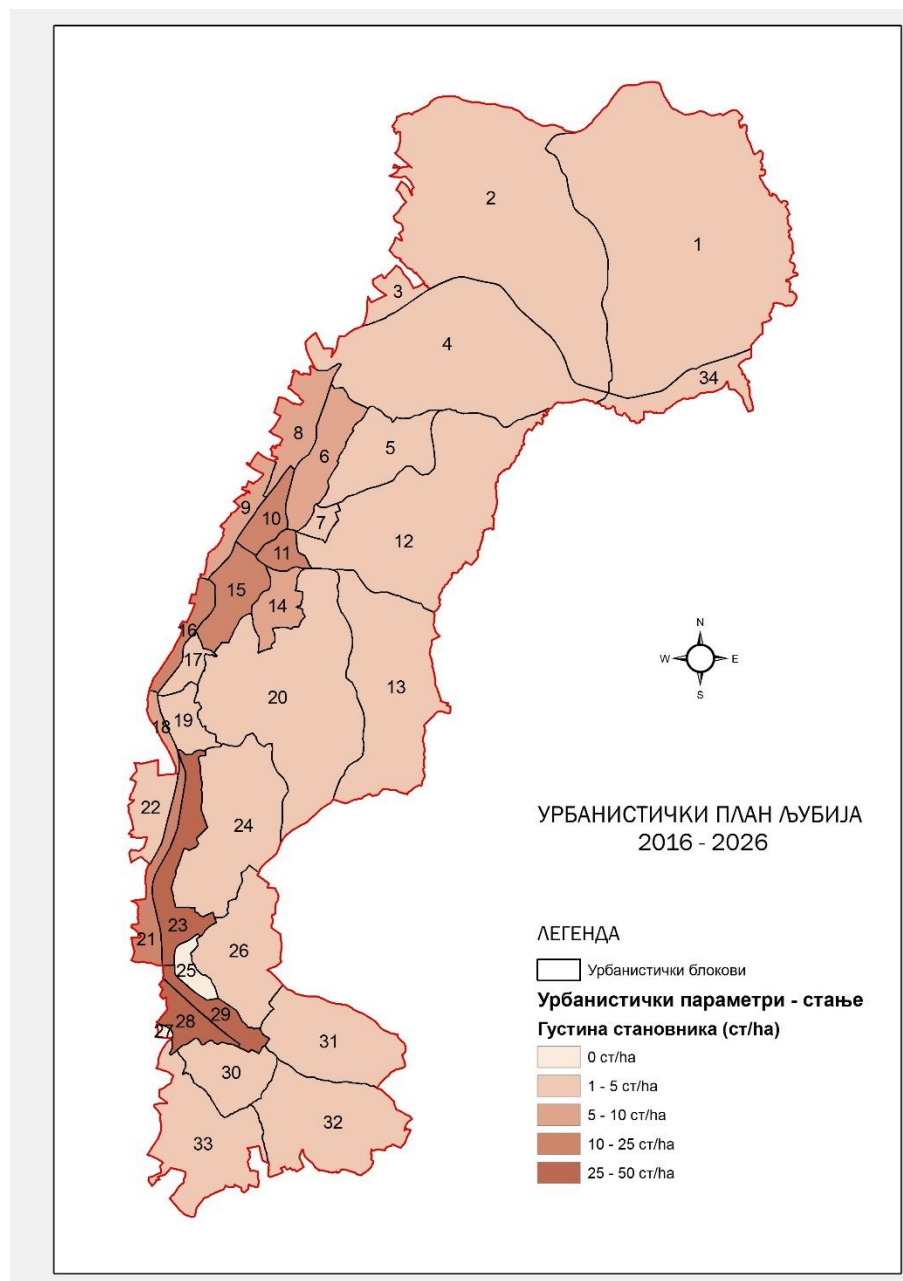 2
1
3
4
34
8
6
5
9
10
7
12
11
15
14
16
17
13
20
18
19
22
24
23
21
26
25
29
28
27
31
30
32
33
N
W
E
S
УРБАНИСТИЧКИ ПЛАН ЉУБИЈА
2016 - 2026
ЛЕГЕНДА
Урбанистички блокови
Урбанистички параметри - стање
Густина становника (ст/ha)
0 ст/ha
1 - 5 ст/ha
5 - 10 ст/ha
10 - 25 ст/ha
25 - 50 ст/ha